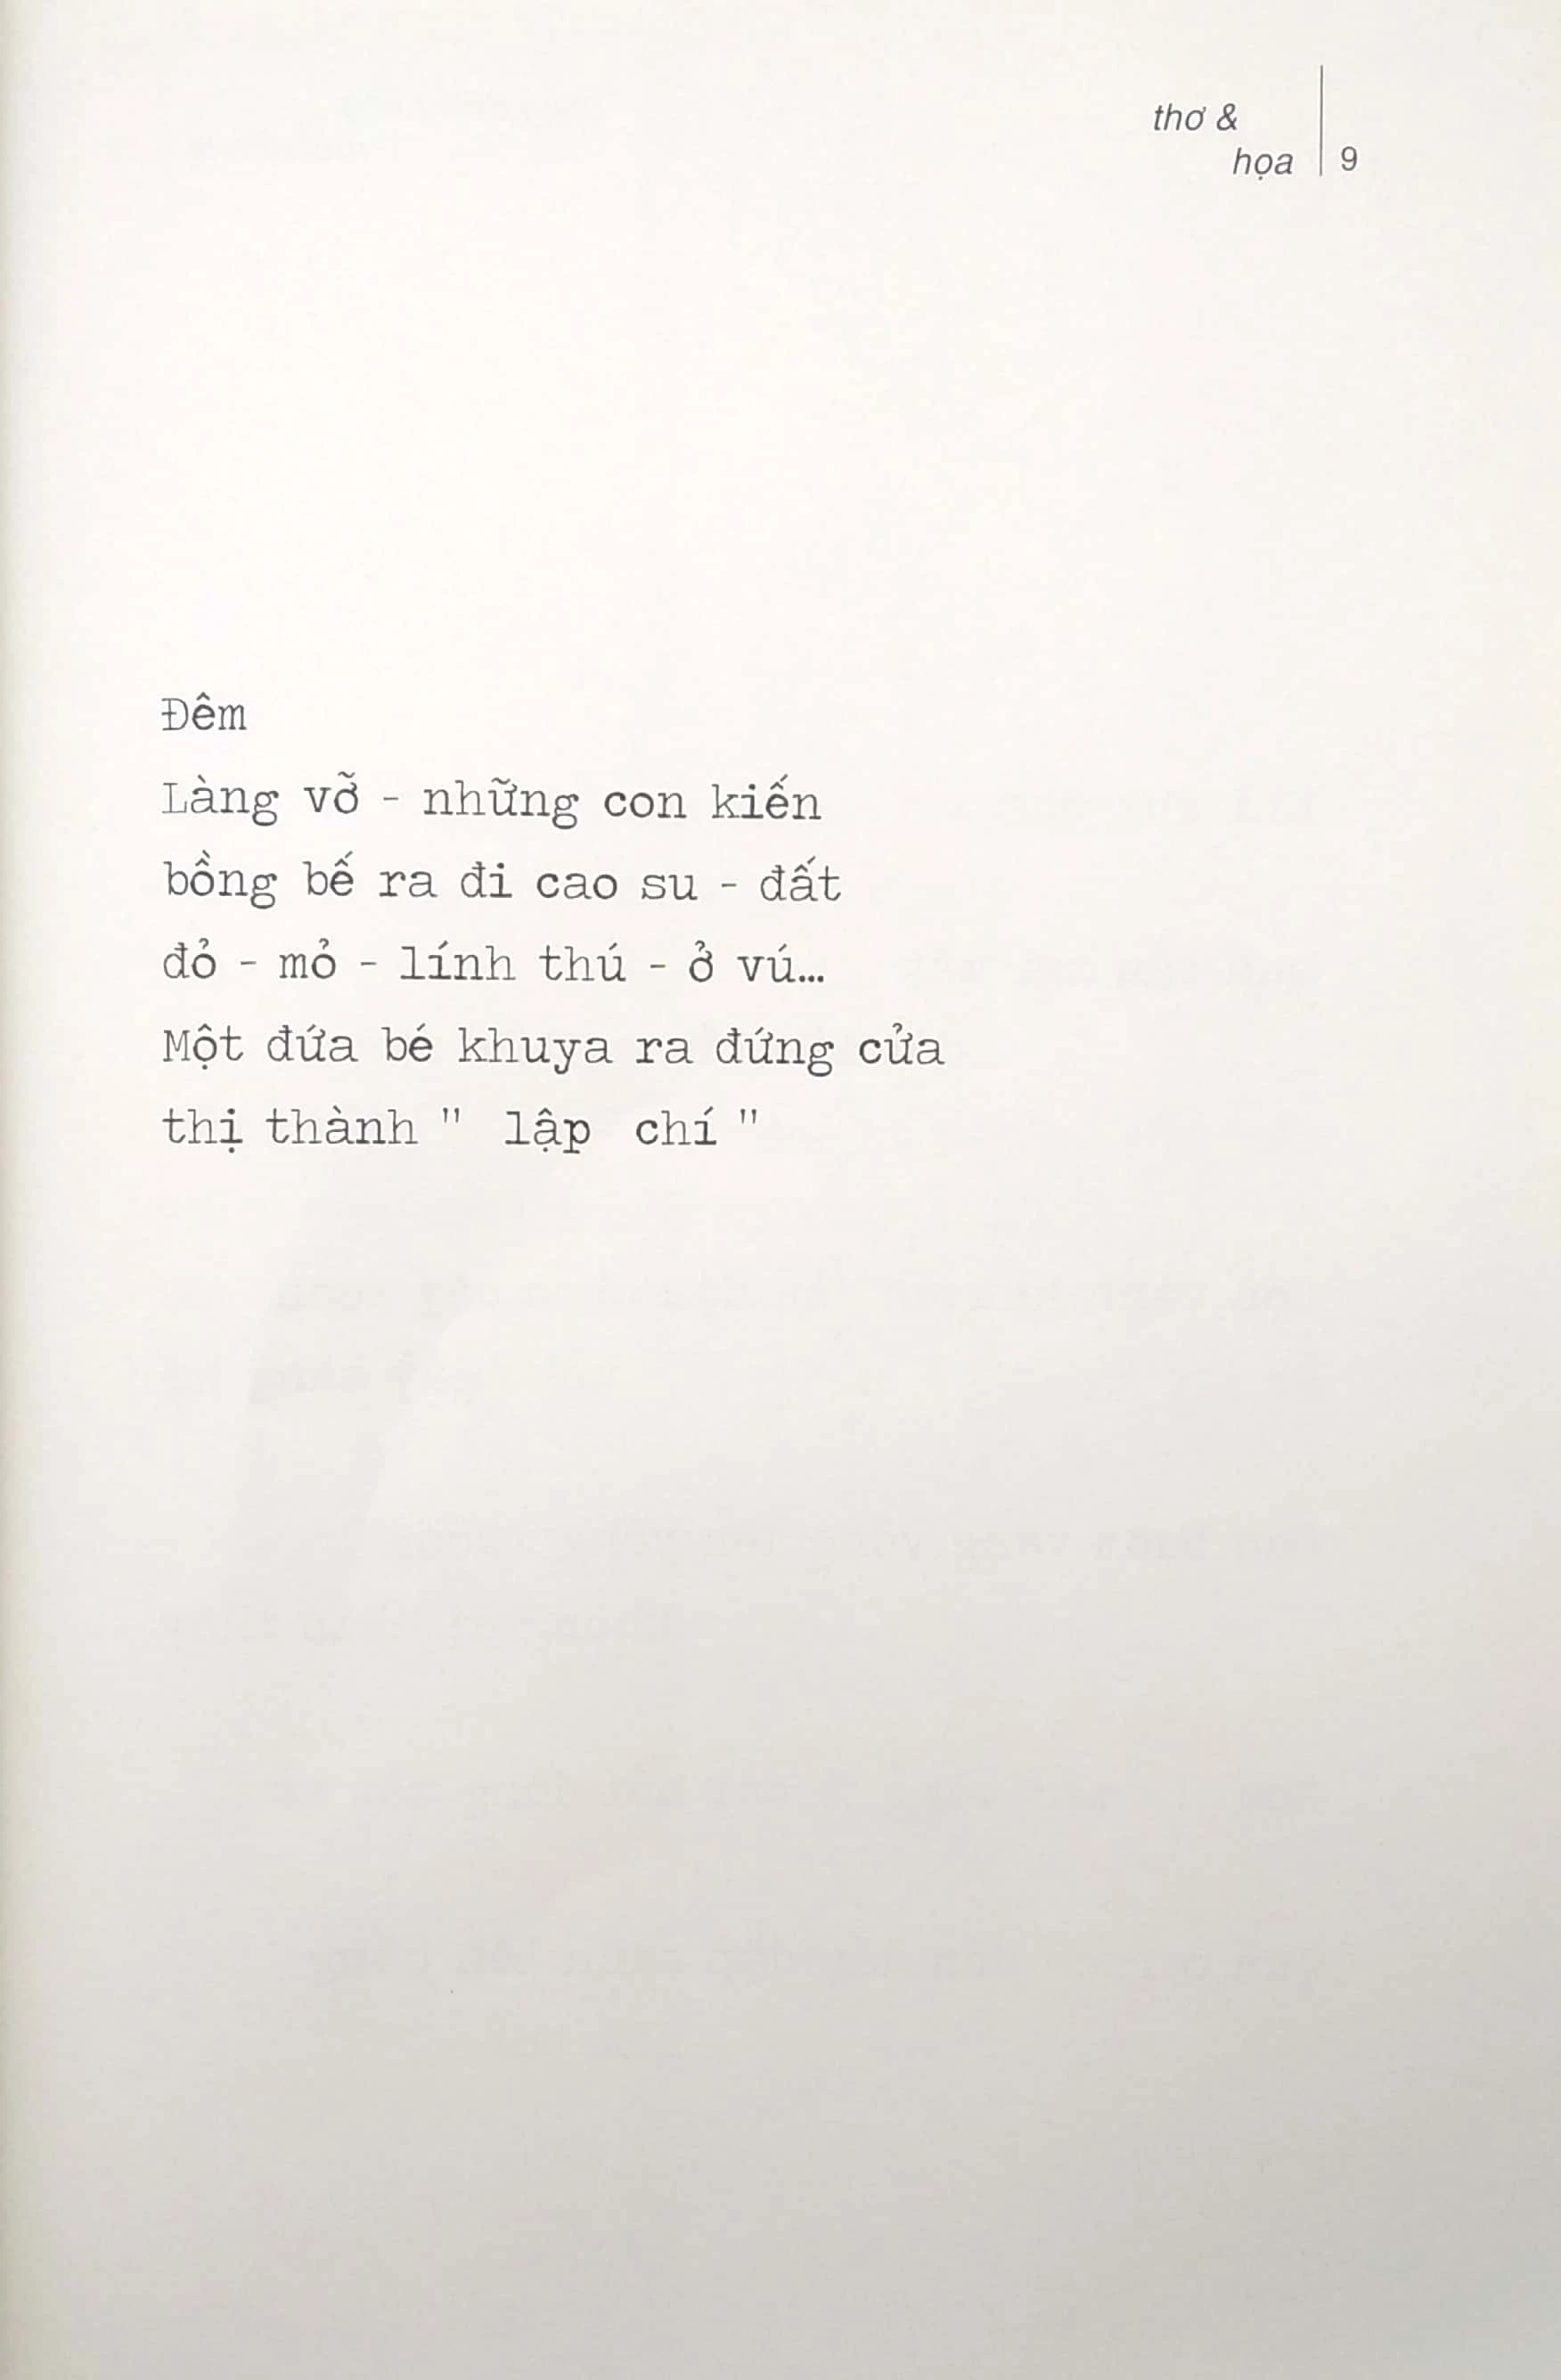 thơ &
họa 9
Đêm
Làng vỡ - những con kiến
bồng bế ra đi cao su - đất
đỏ - mỏ - lính thú - ở vú…
Một đứa bé khuya ra đứng cửa
thị thành " lập chí "